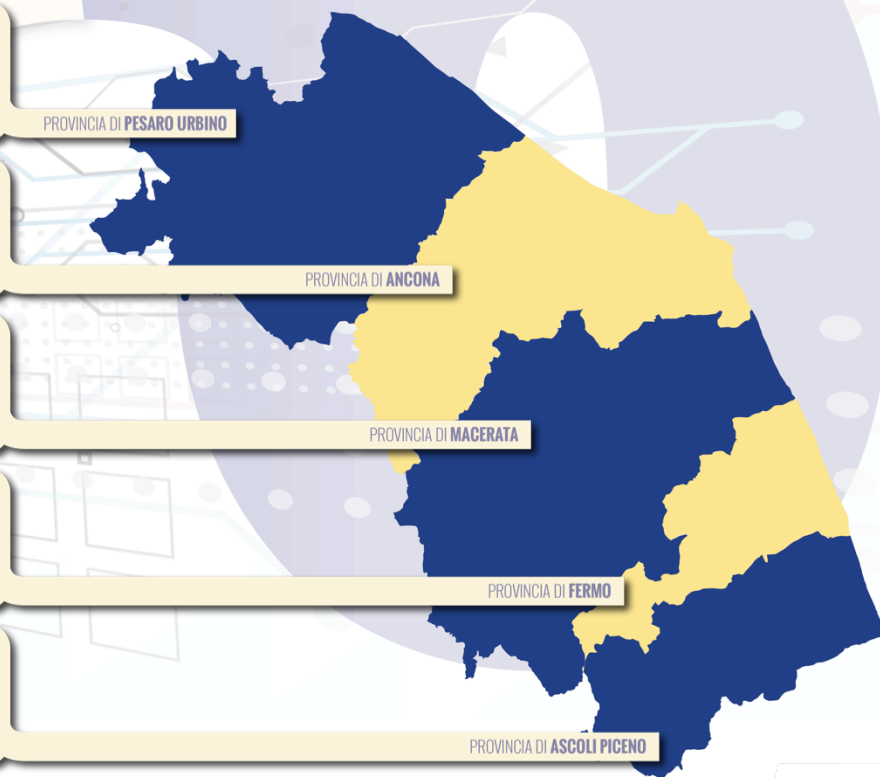 PROVINCIA DI PESARO URBINO
PROVINCIA DI ANCONA
PROVINCIA DI MACERATA
PROVINCIA DI FERMO
PROVINCIA DI ASCOLI PICENO